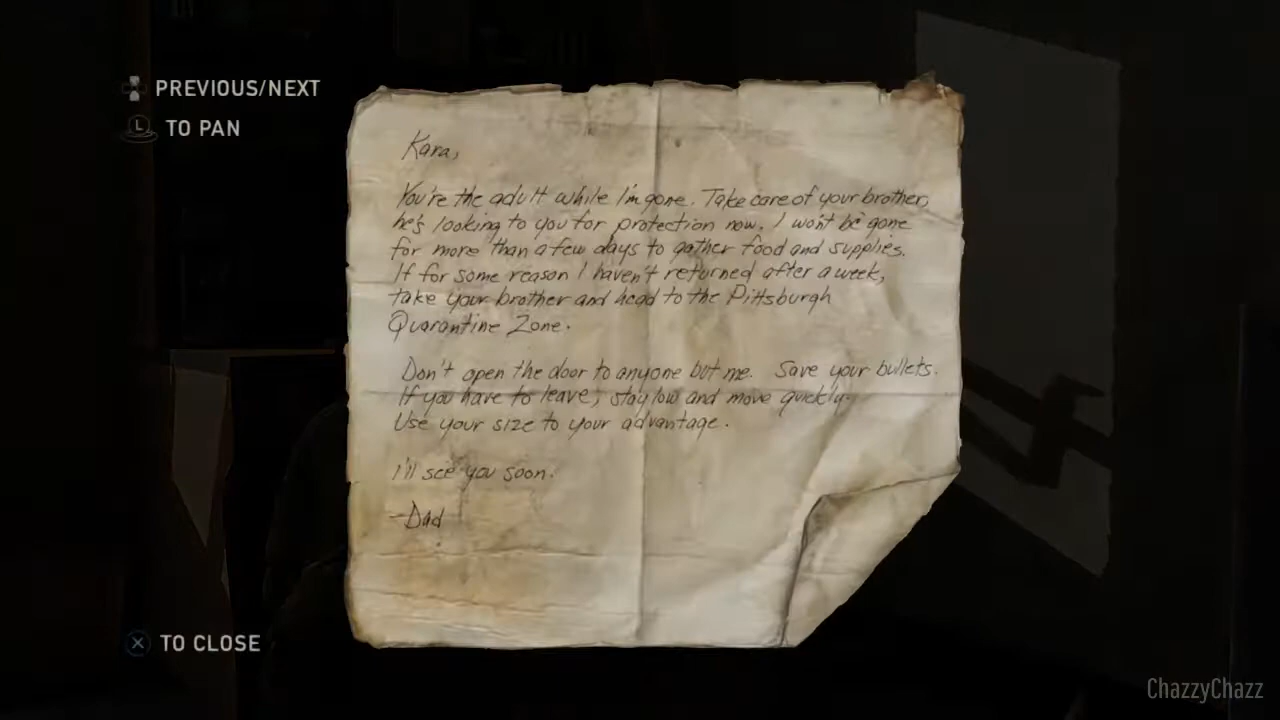 PREVIOUS/NEXT
L TO PAN
Kara,
You're the adult while I'm gone. Take care of your brother,
he's looking to you for protection now. I won't be gone
for more than a few days to gather food and supplies.
If for some reason I haven't returned after a week,
take your brother and head to the Pittsburgh
Quarantine Zone.
Don't open the door to anyone but me. Save your bullets.
If you have to leave, stay low and move quickly.
Use your size to your advantage.
I'll see you soon.
-Dad
X TO CLOSE
ChazzyChazz